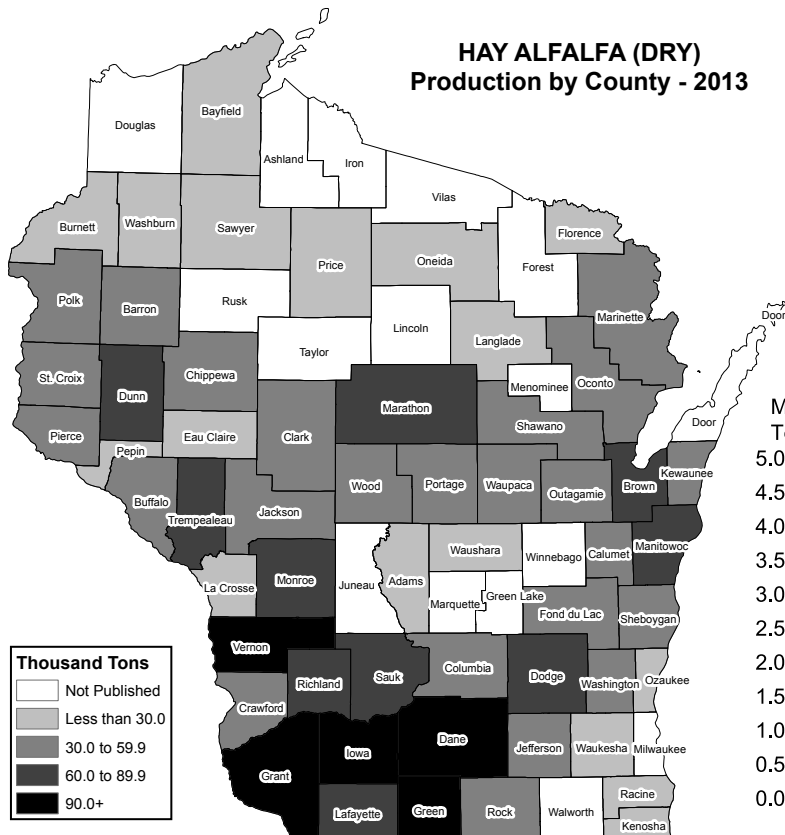 HAY ALFALFA (DRY)
Production by County - 2013
Douglas
Bayfield
Ashland
Iron
Vilas
Burnett
Washburn
Sawyer
Price
Oneida
Florence
Forest
Polk
Barron
Rusk
Lincoln
Marinette
Door
Taylor
Langlade
St. Croix
Dunn
Chippewa
Menominee
Oconto
Marathon
Door
Pierce
Eau Claire
Clark
Shawano
Pepin
Kewaunee
Buffalo
Trempealeau
Jackson
Wood
Portage
Waupaca
Outagamie
Brown
Manitowoc
La Crosse
Monroe
Juneau
Adams
Waushara
Winnebago
Calumet
Marquette
Green Lake
Fond du Lac
Sheboygan
Vernon
Richland
Sauk
Columbia
Dodge
Washington
Ozaukee
Crawford
Iowa
Dane
Jefferson
Waukesha
Milwaukee
Grant
Lafayette
Green
Rock
Walworth
Racine
Kenosha
Thousand Tons
Not Published
Less than 30.0
30.0 to 59.9
60.0 to 89.9
90.0+
5.0
4.5
4.0
3.5
3.0
2.5
2.0
1.5
1.0
0.5
0.0